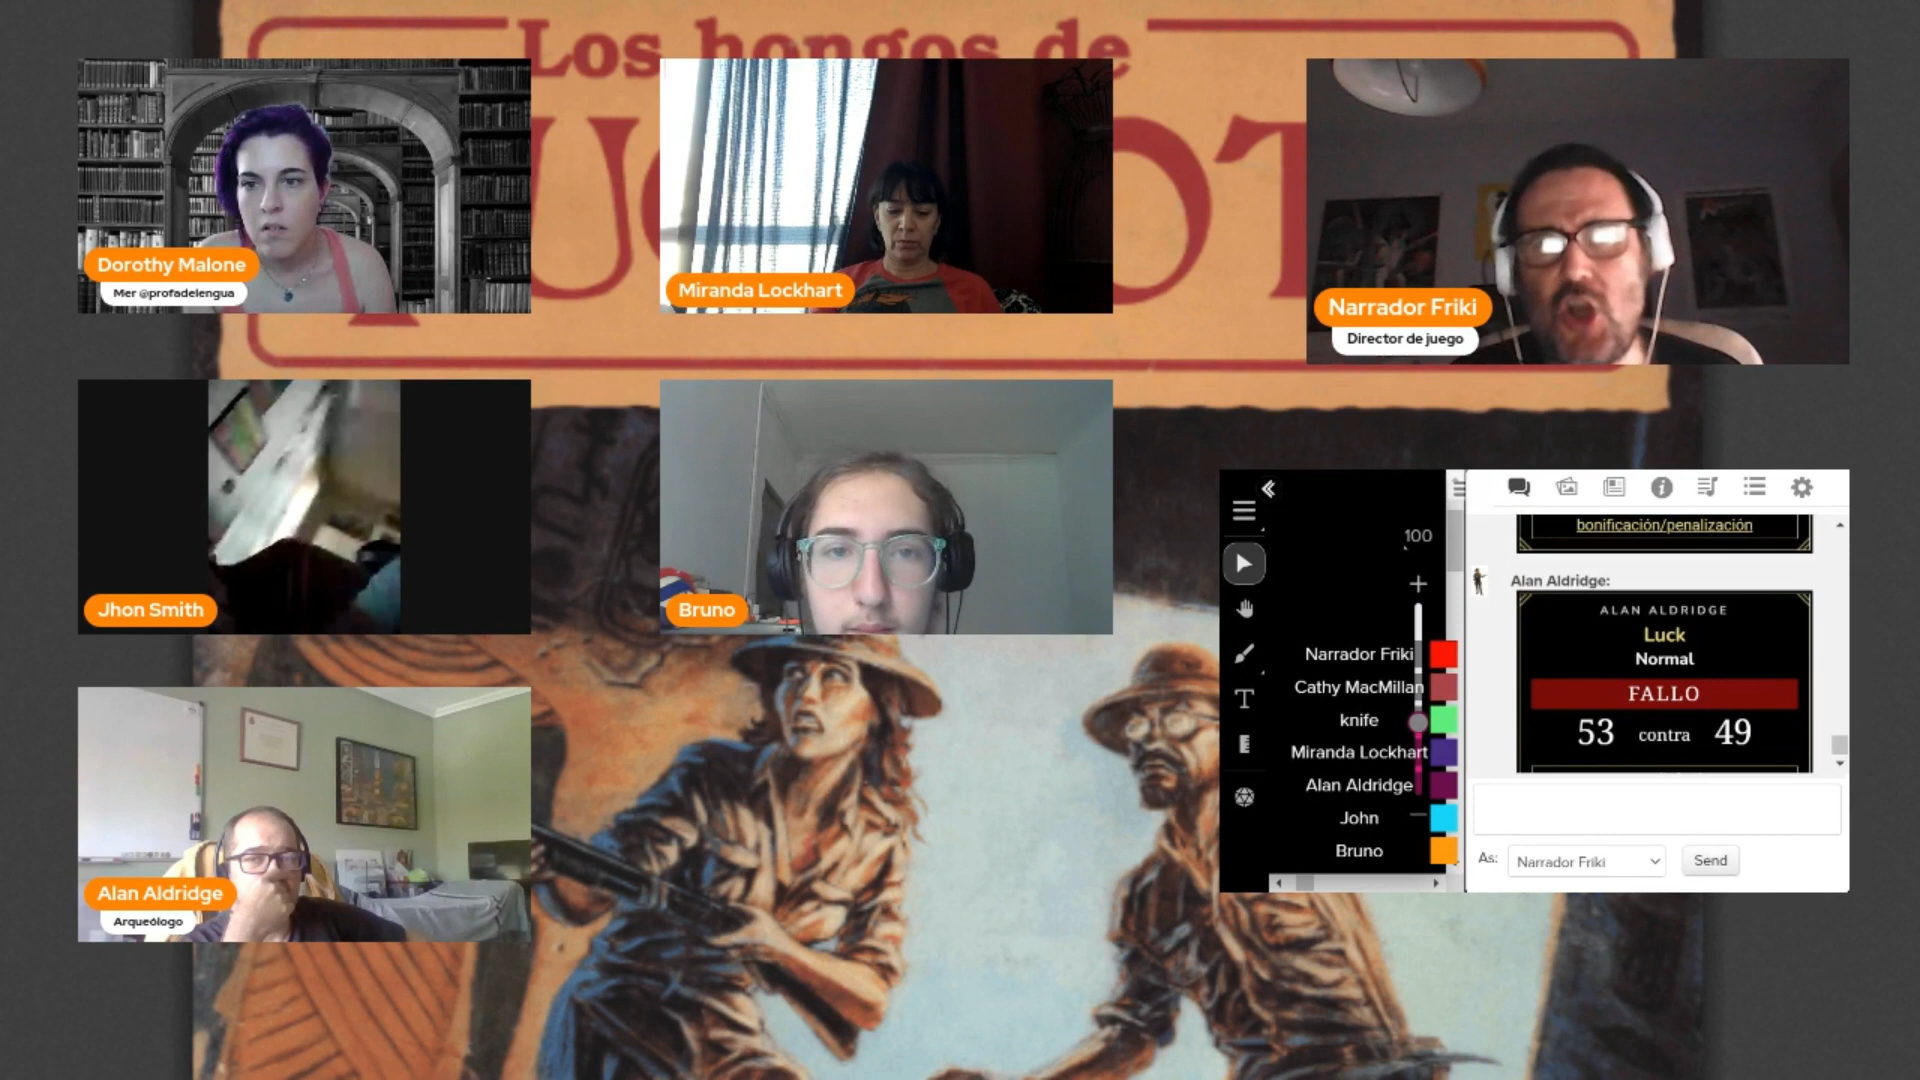 Los hongos de
Dorothy Malone
Mer @profadelengua
Miranda Lockhart
Narrador Friki
Director de juego
Jhon Smith
Bruno
Alan Aldridge
Arqueólogo
100
Narrador Friki
Cathy MacMillan
knife
Miranda Lockhart
Alan Aldridge
John
Bruno
bonificación/penalización
Alan Aldridge:
ALAN ALDRIDGE
Luck
Normal
FALLO
53 contra 49
As:
Narrador Friki
Send